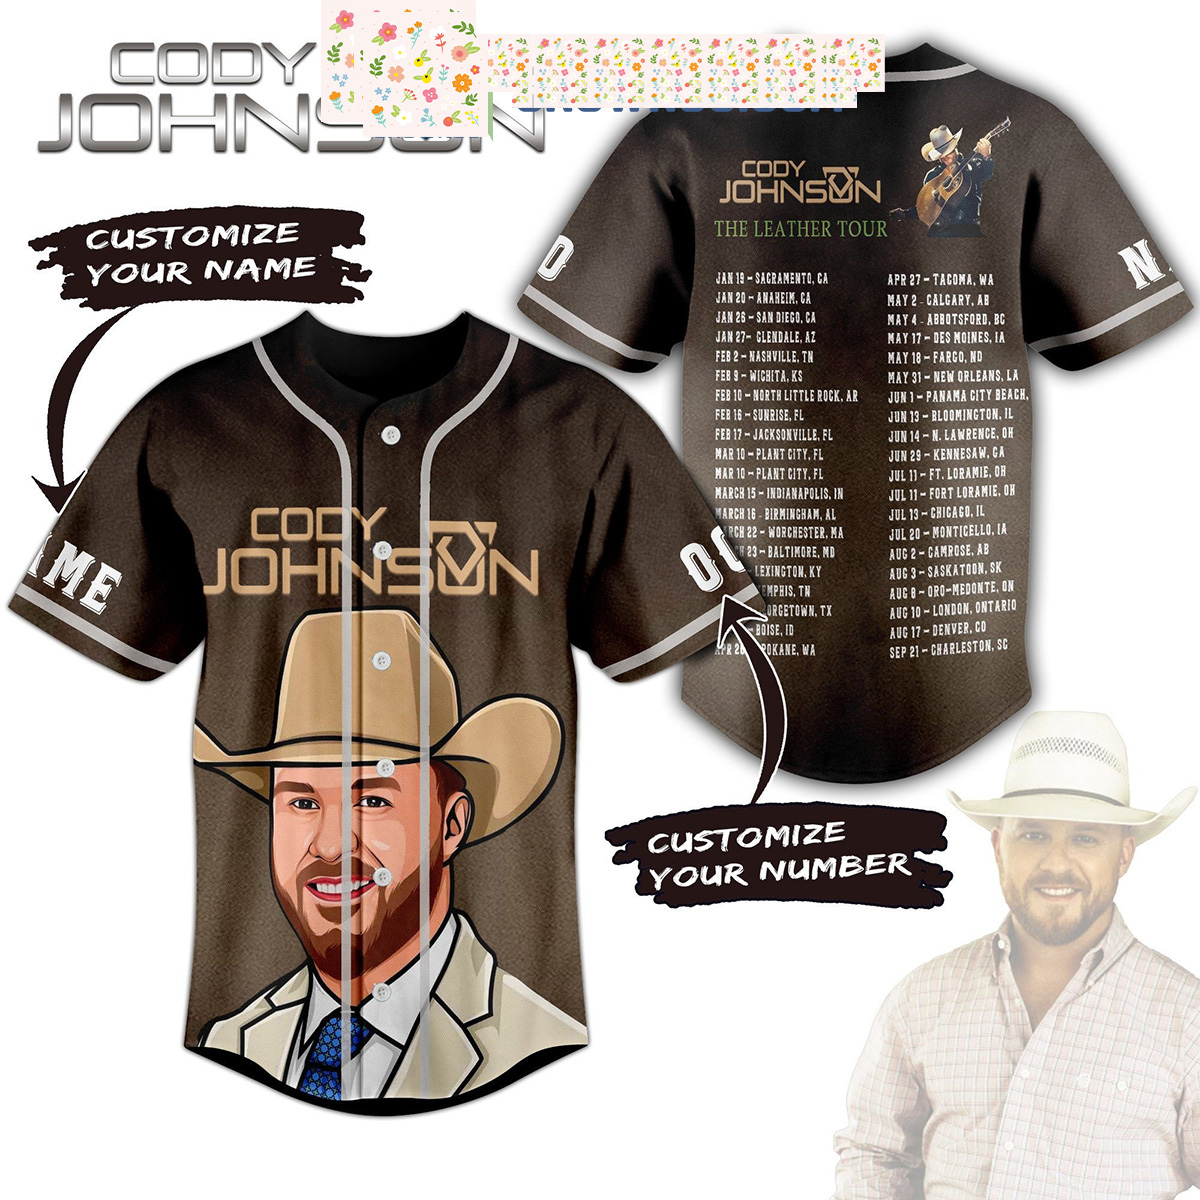 CODY
JOHNSON
CUSTOMIZE
YOUR NAME
CODY
JOHNSON
THE LEATHER TOUR
JAN 19 - SACRAMENTO, CA
JAN 20 - ANAHEIM, CA
JAN 26 - SAN DIEGO, CA
JAN 27 - GLENDALE, AZ
FEB 2 - NASHVILLE, TN
FEB 9 - WICHITA, KS
FEB 10 - NORTH LITTLE ROCK, AR
FEB 16 - SUNRISE, FL
FEB 17 - JACKSONVILLE, FL
MAR 10 - PLANT CITY, FL
MAR 10 - PLANT CITY, FL
MARCH 15 - INDIANAPOLIS, IN
MARCH 16 - BIRMINGHAM, AL
22 - WORCHESTER, MA
23 - BALTIMORE, MD
LEXINGTON, KY
TN
TX
BOISE, ID
WA
APR 27 - TACOMA, WA
MAY 2 - CALGARY, AB
MAY 4 - ABBOTSFORD, BC
MAY 17 - DES MOINES, IA
MAY 18 - FARGO, ND
MAY 31 - NEW ORLEANS, LA
JUN 1 - PANAMA CITY BEACH,
JUN 13 - BLOOMINGTON, IL
JUN 14 - N. LAWRENCE, OH
JUN 29 - KENNESAW, GA
JUL 11 - FT. LORAMIE, OH
JUL 11 - FORT LORAMIE, OH
JUL 13 - CHICAGO, IL
JUL 20 - MONTICELLO, IA
AUG 2 - CAMROSE, AB
AUG 3 - SASKATOON, SK
AUG 8 - ORO-MEDONTE, ON
AUG 10 - LONDON, ONTARIO
AUG 17 - DENVER, CO
SEP 21 - CHARLESTON, SC
CODY
JOHNSON
CUSTOMIZE
YOUR NUMBER